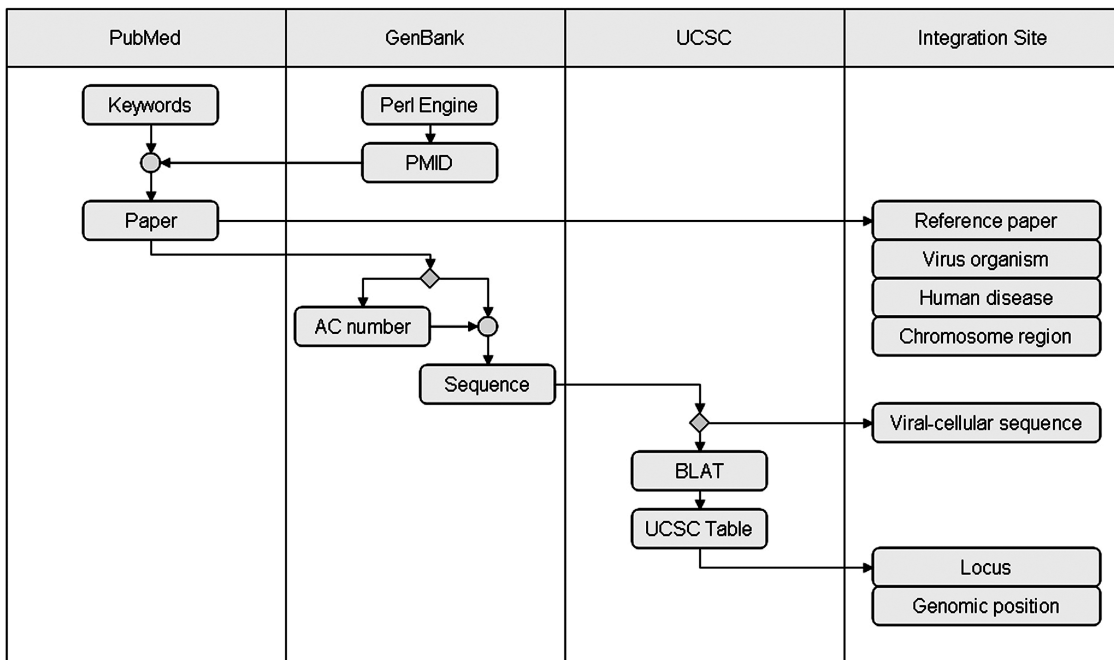 PubMed
GenBank
UCSC
Integration Site
Keywords
Perl Engine
PMID
Paper
Reference paper
Virus organism
Human disease
AC number
Chromosome region
Sequence
Viral-cellular sequence
BLAT
UCSC Table
Locus
Genomic position